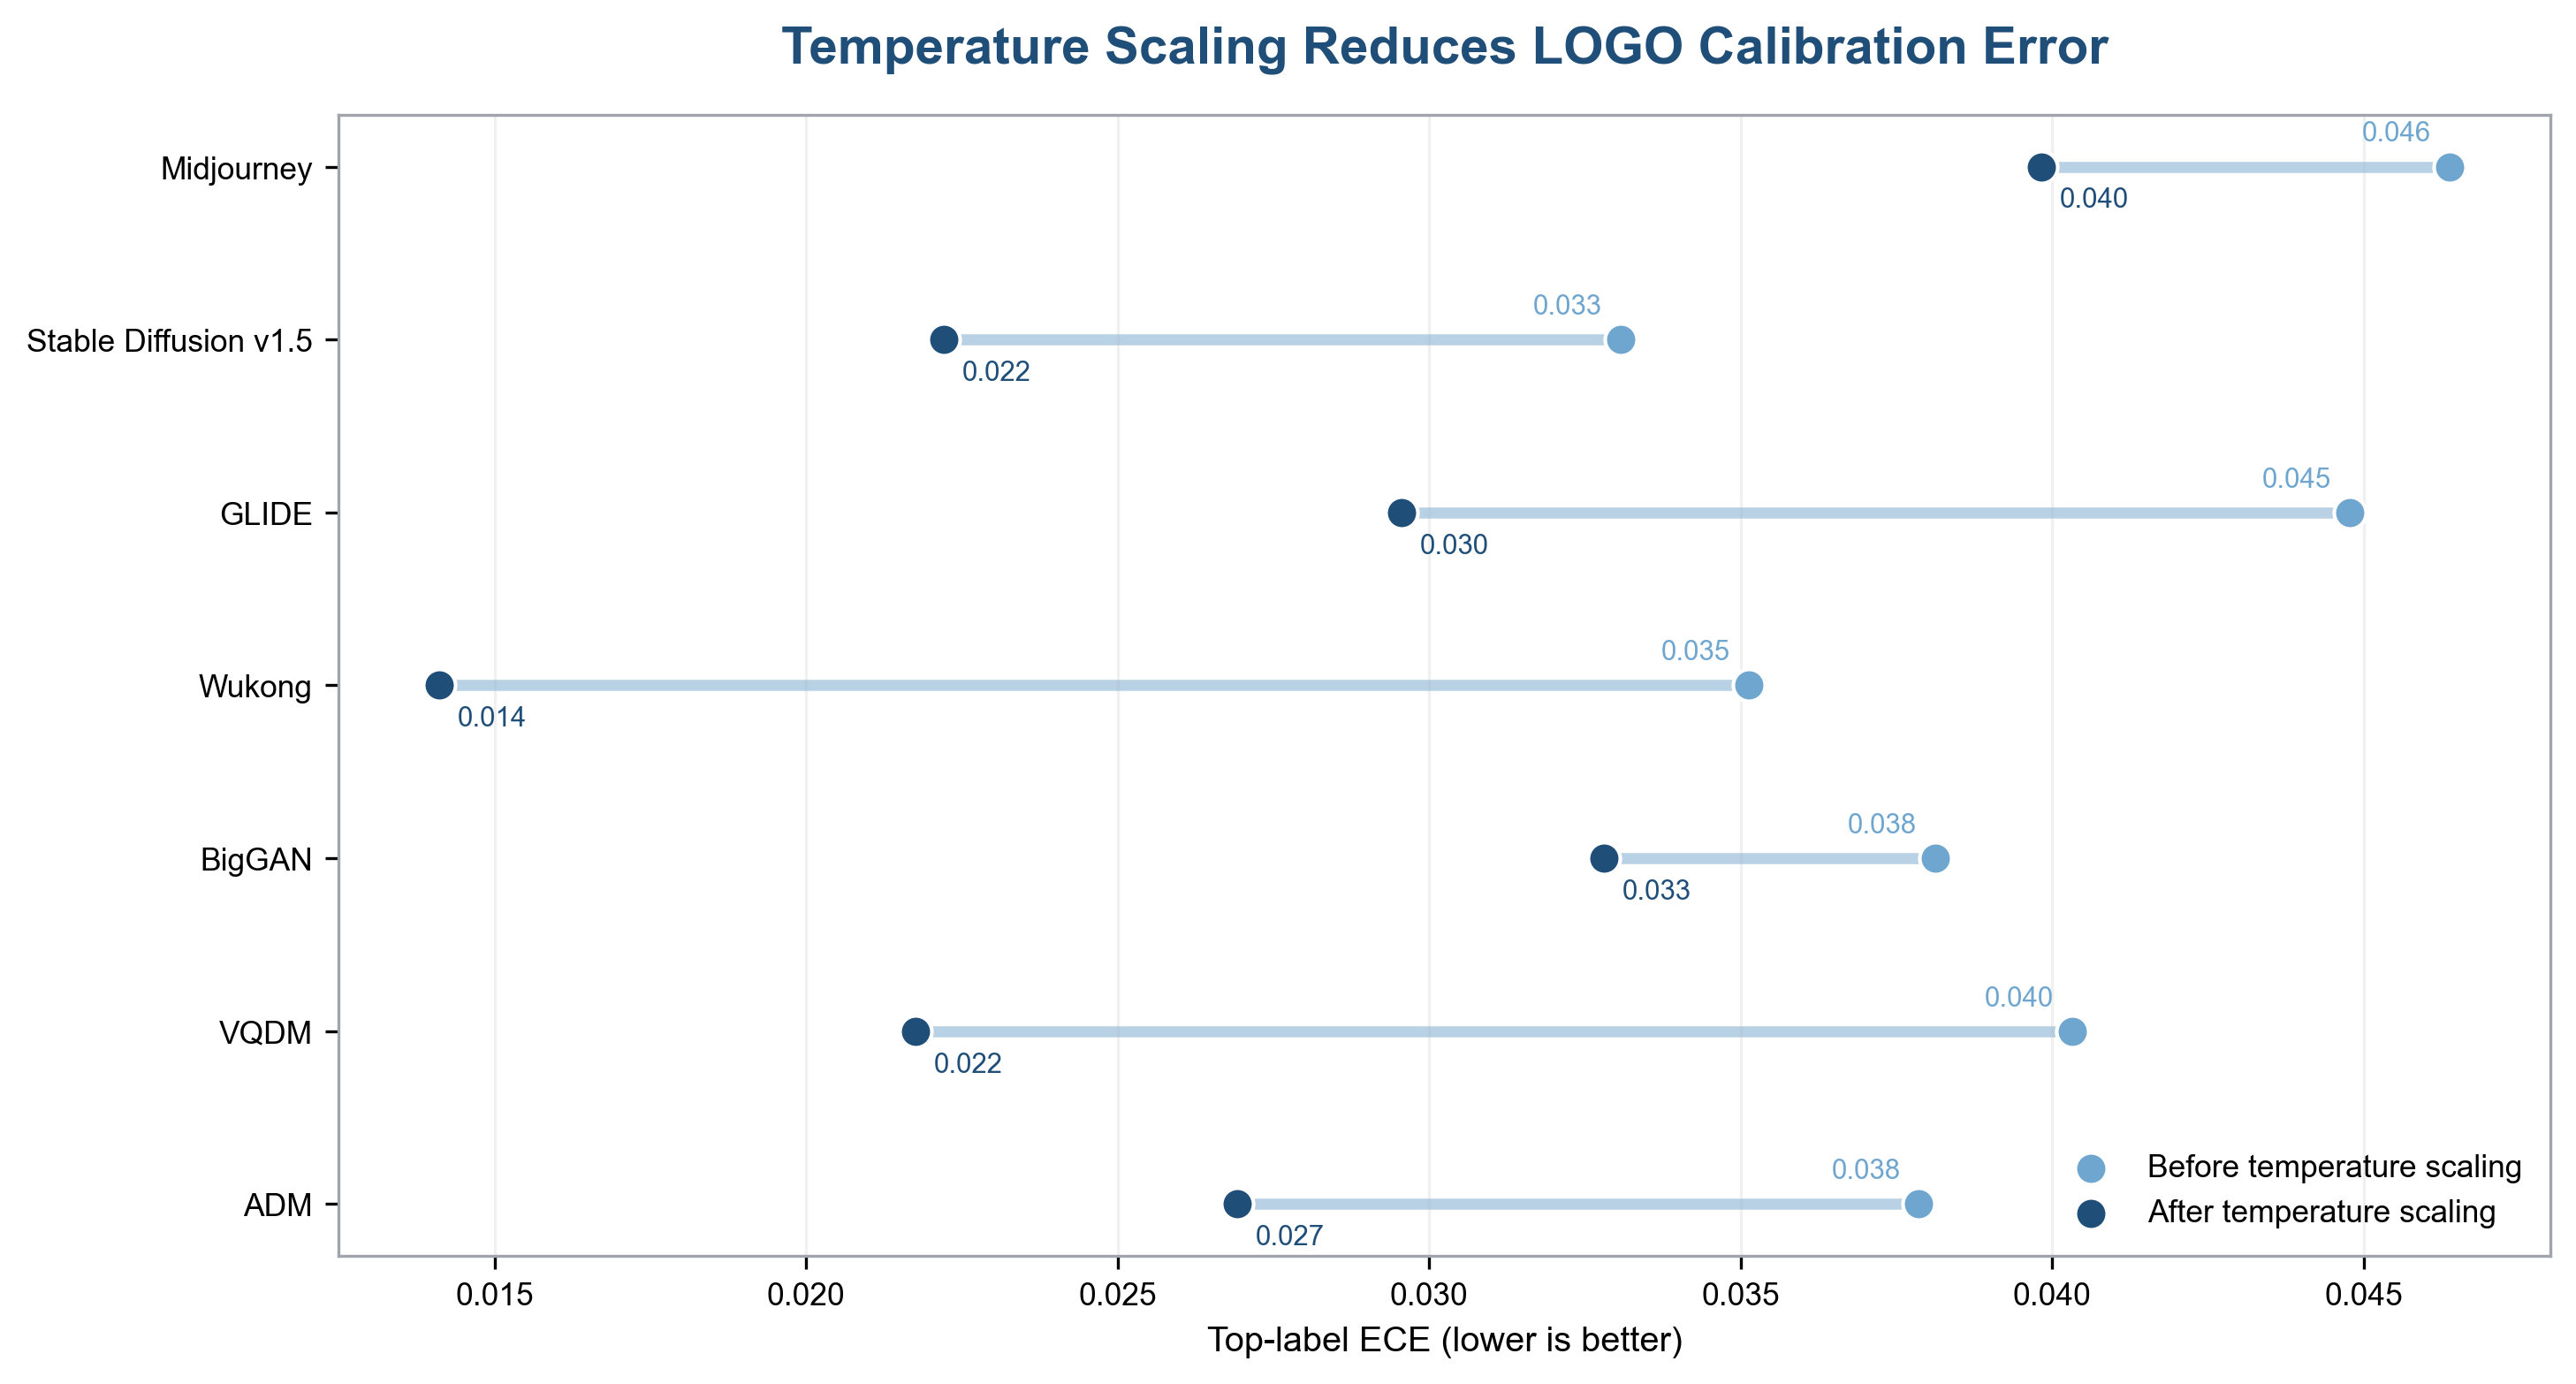 Temperature Scaling Reduces LOGO Calibration Error
Midjourney
0.046
0.040
Stable Diffusion v1.5
0.033
0.022
GLIDE
0.045
0.030
Wukong
0.035
0.014
BigGAN
0.038
0.033
VQDM
0.040
0.022
ADM
0.038
0.027
Before temperature scaling
After temperature scaling
0.015 0.020 0.025 0.030 0.035 0.040 0.045
Top-label ECE (lower is better)